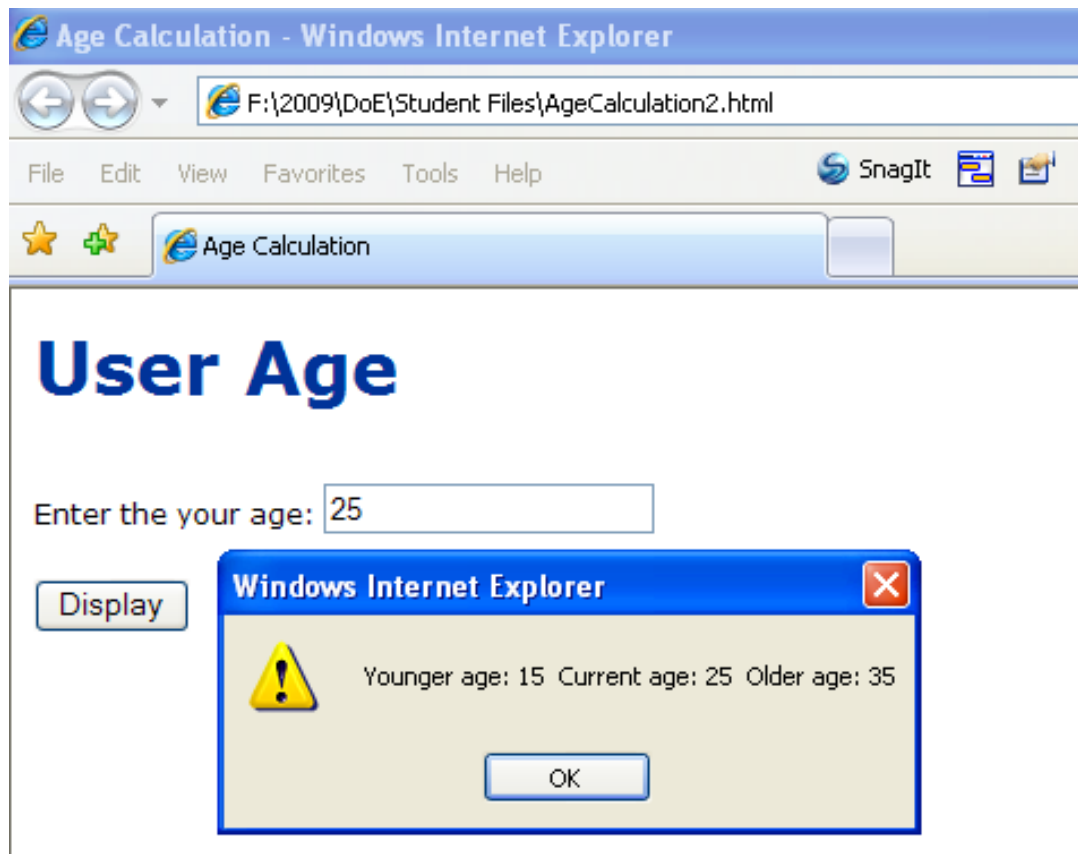 Age Calculation - Windows Internet Explorer
F:\2009\DoE\Student Files\AgeCalculation2.html
File Edit View Favorites Tools Help SnagIt
Age Calculation
User Age
Enter the your age: 25
Display
Windows Internet Explorer
Younger age: 15 Current age: 25 Older age: 35
OK